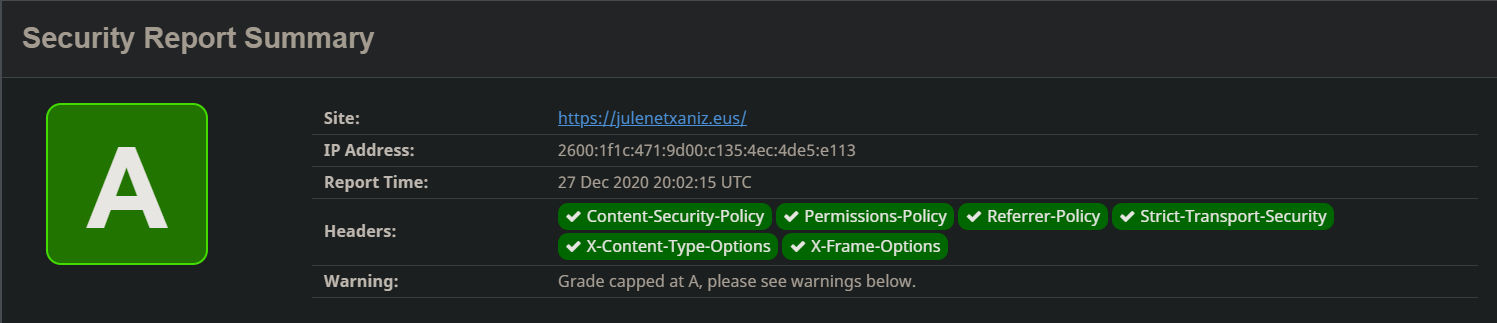 Security Report Summary
A
Site: https://julenetxaniz.eus/
IP Address: 2600:1f1c:471:9d00:c135:4ec:4de5:e113
Report Time: 27 Dec 2020 20:02:15 UTC
Headers: Content-Security-Policy Permissions-Policy Referrer-Policy Strict-Transport-Security
X-Content-Type-Options X-Frame-Options
Warning: Grade capped at A, please see warnings below.